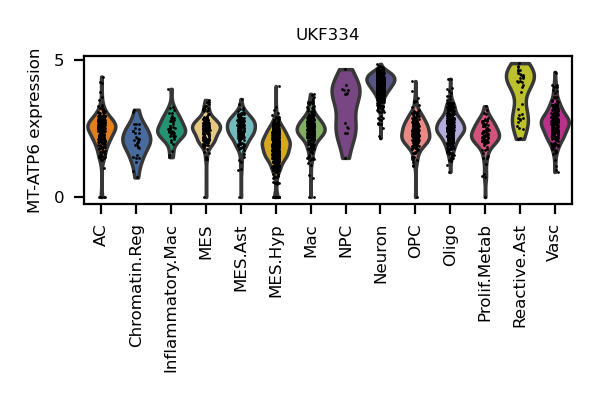 UKF334
MT-ATP6 expression
5
0
AC
Chromatin.Reg
Inflammatory.Mac
MES
MES.Ast
MES.Hyp
Mac
NPC
Neuron
OPC
Oligo
Prolif.Metab
Reactive.Ast
Vasc